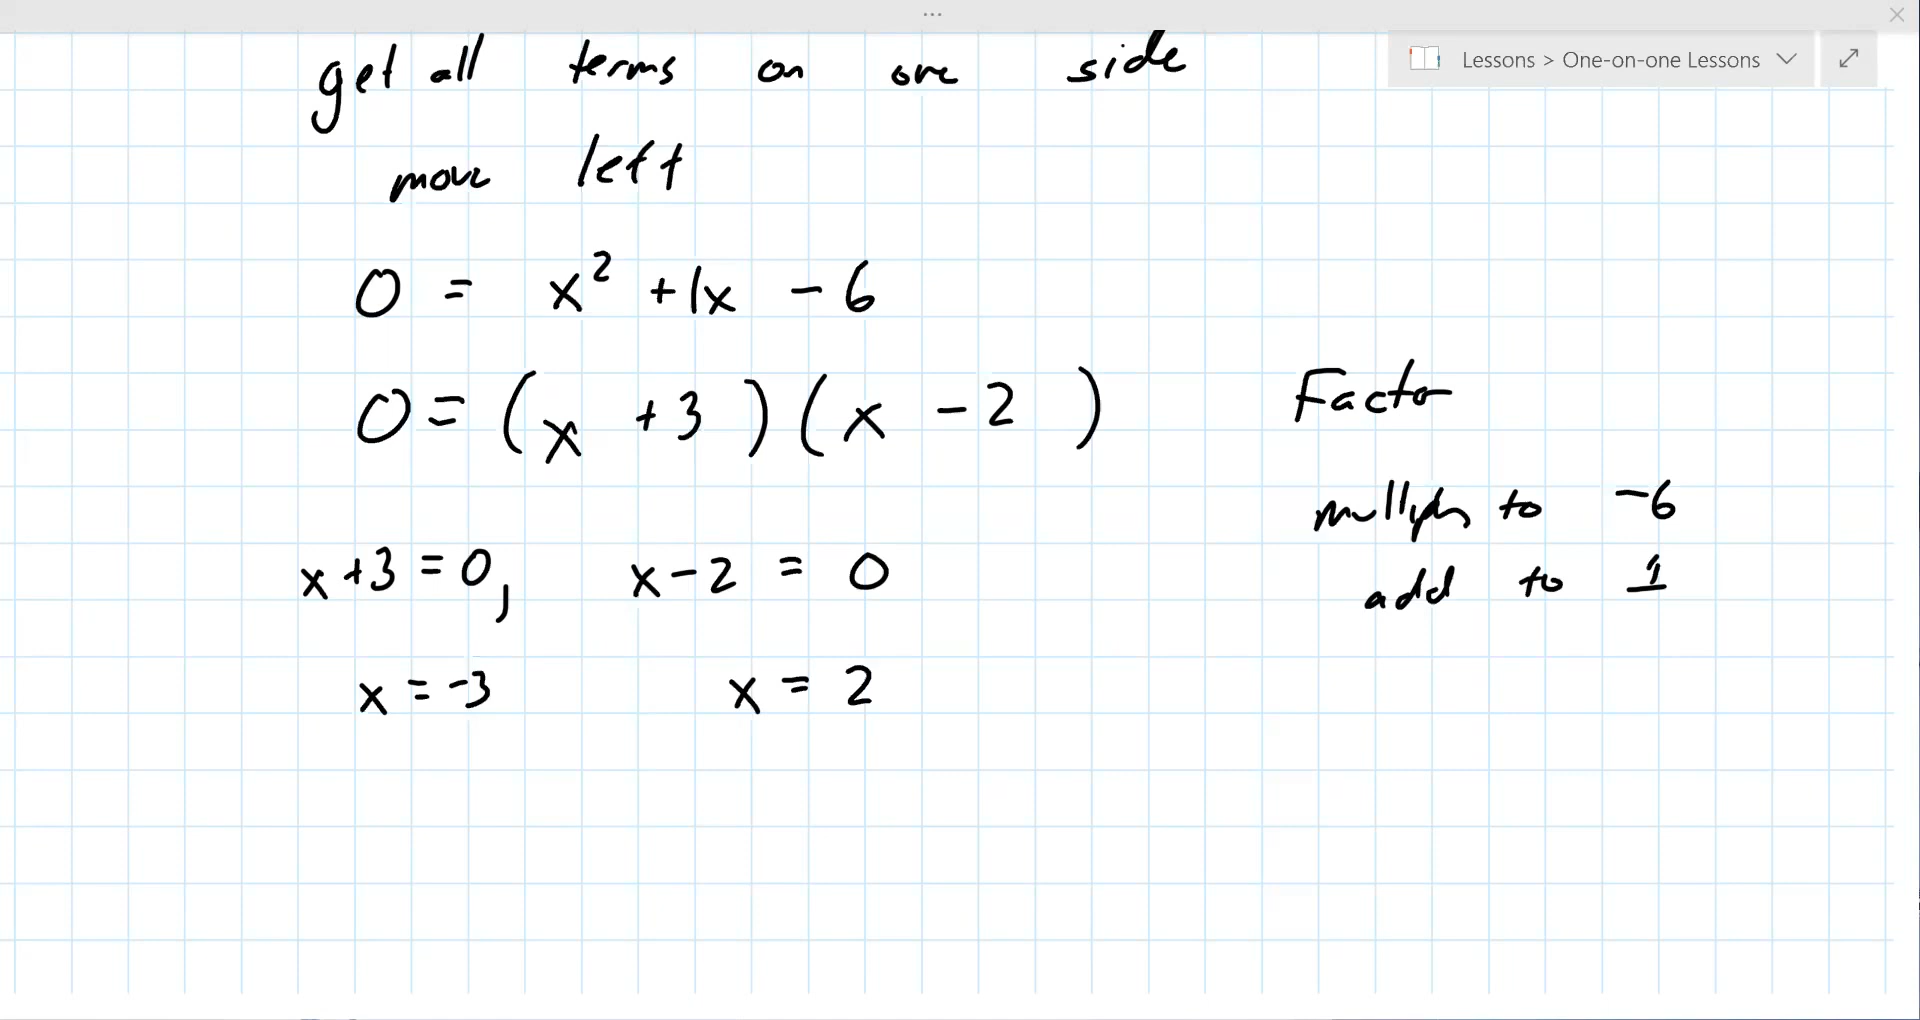 ...
Lessons > One-on-one Lessons
get all terms on one side
move left
0 = x² + 1x - 6
0 = (x + 3)(x - 2)
Factor
multiply to -6
add to 1
x + 3 = 0, x - 2 = 0
x = -3 x = 2